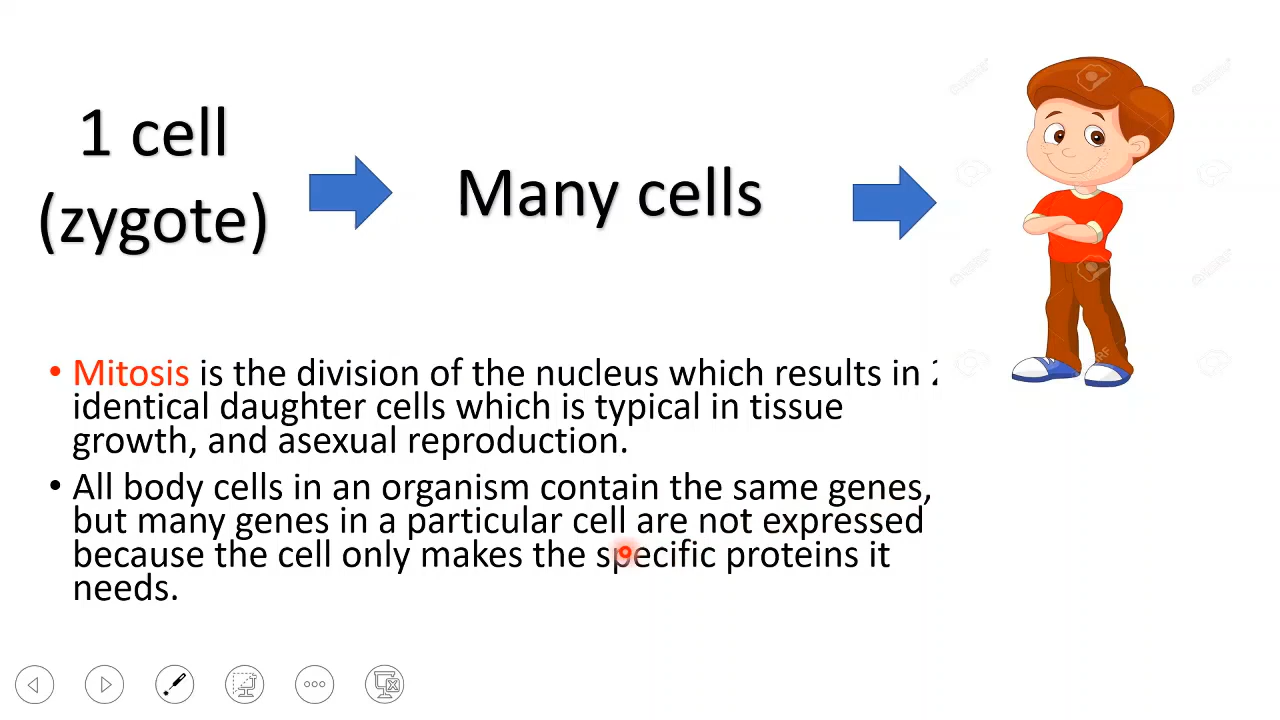 1 cell
(zygote)
Many cells
• Mitosis is the division of the nucleus which results in
identical daughter cells which is typical in tissue
growth, and asexual reproduction.
• All body cells in an organism contain the same genes,
but many genes in a particular cell are not expressed
because the cell only makes the specific proteins it
needs.